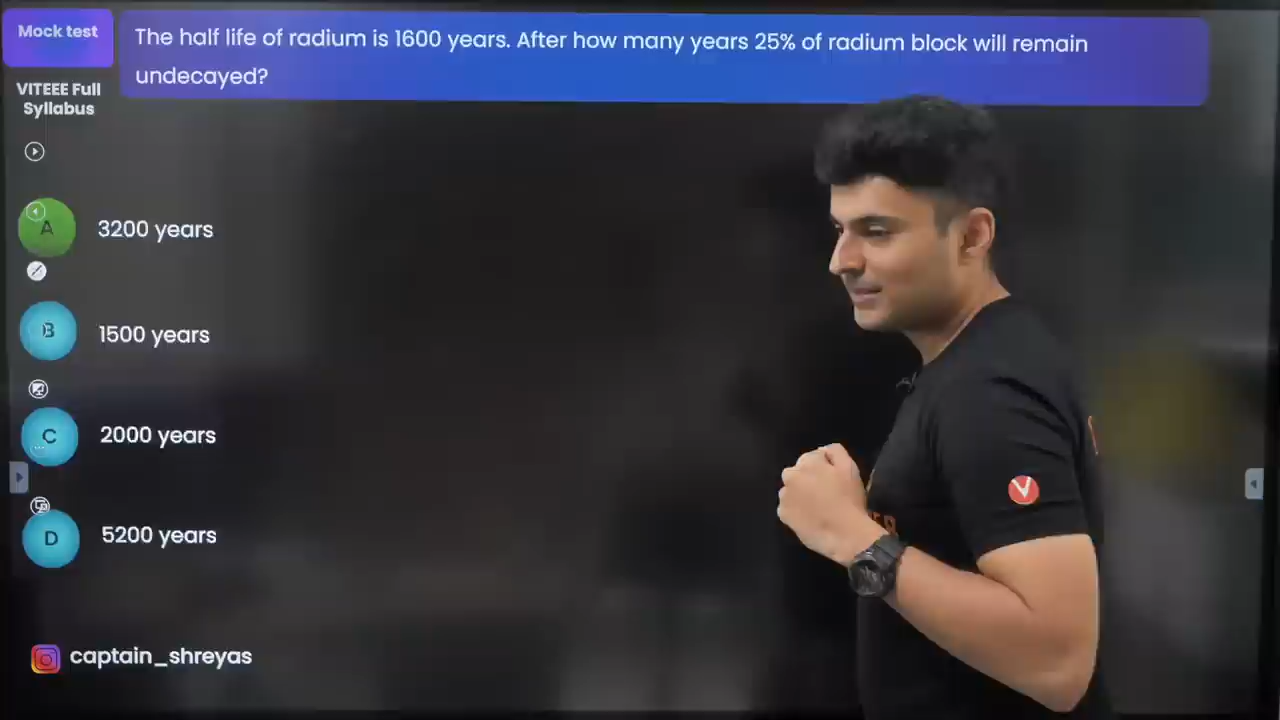 Mock test
The half life of radium is 1600 years. After how many years 25% of radium block will remain
undecayed?
VITEEE Full
Syllabus
A
3200 years
B
1500 years
C
2000 years
D
5200 years
captain_shreyas
V